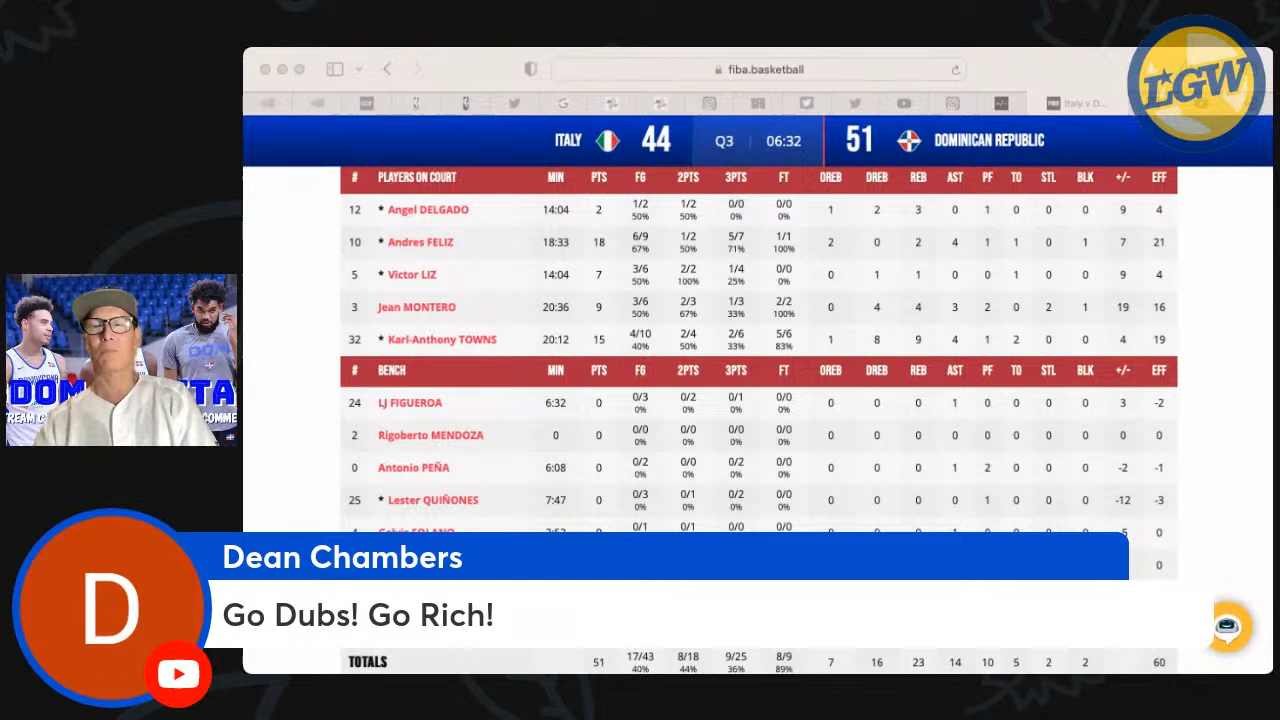 LGW
fiba.basketball
Italy v D...
ITALY 44 Q3 06:32 51 DOMINICAN REPUBLIC
# PLAYERS ON COURT MIN PTS FG 2PTS 3PTS FT OREB DREB REB AST PF TO STL BLK +/- EFF
12 * Angel DELGADO 14:04 2 1/2 50% 1/2 50% 0/0 0% 0/0 0% 1 2 3 0 1 0 0 0 9 4
10 * Andres FELIZ 18:33 18 6/9 67% 1/2 50% 5/7 71% 1/1 100% 2 0 2 4 1 1 0 1 7 21
5 * Victor LIZ 14:04 7 3/6 50% 2/2 100% 1/4 25% 0/0 0% 0 1 1 0 0 1 0 0 9 4
3 Jean MONTERO 20:36 9 3/6 50% 2/3 67% 1/3 33% 2/2 100% 0 4 4 3 2 0 2 1 19 16
32 * Karl-Anthony TOWNS 20:12 15 4/10 40% 2/4 50% 2/6 33% 5/6 83% 1 8 9 4 1 2 0 0 4 19
# BENCH MIN PTS FG 2PTS 3PTS FT OREB DREB REB AST PF TO STL BLK +/- EFF
24 LJ FIGUEROA 6:32 0 0/3 0% 0/2 0% 0/1 0% 0/0 0% 0 0 0 1 0 0 0 0 3 -2
2 Rigoberto MENDOZA 0 0 0/0 0% 0/0 0% 0/0 0% 0/0 0% 0 0 0 0 0 0 0 0 0 0
0 Antonio PEÑA 6:08 0 0/2 0% 0/0 0% 0/2 0% 0/0 0% 0 0 0 1 2 0 0 0 -2 -1
25 * Lester QUIÑONES 7:47 0 0/3 0% 0/1 0% 0/2 0% 0/0 0% 0 0 0 0 1 0 0 0 -12 -3
0/1 0/1 0/0 0/0 0
0
TOTALS 51 17/43 40% 8/18 44% 9/25 36% 8/9 89% 7 16 23 14 10 5 2 2 60
DOM
ITA
D
Dean Chambers
Go Dubs! Go Rich!